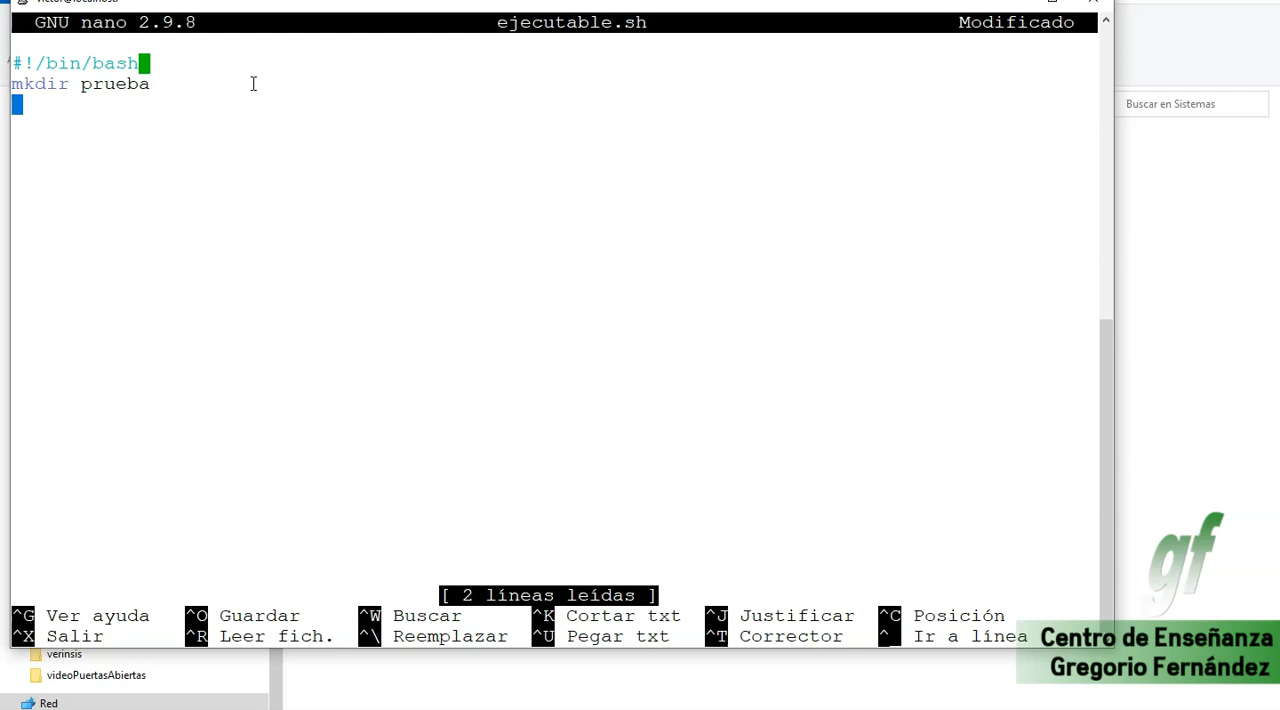 GNU nano 2.9.8 ejecutable.sh Modificado
#!/bin/bash
mkdir prueba
Buscar en Sistemas
[ 2 líneas leídas ]
^G Ver ayuda ^O Guardar ^W Buscar ^K Cortar txt ^J Justificar ^C Posición
^X Salir ^R Leer fich. ^\ Reemplazar ^U Pegar txt ^T Corrector ^_ Ir a línea
verinsis
videoPuertasAbiertas
Red
gf
Centro de Enseñanza
Gregorio Fernández